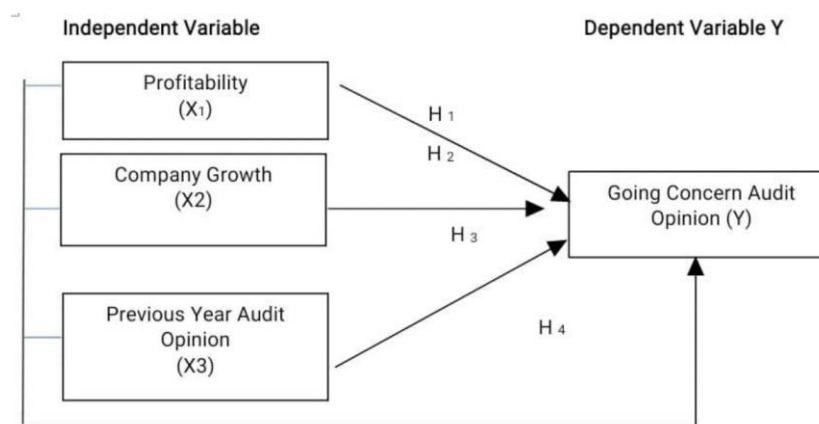 Independent Variable
Dependent Variable Y
Profitability
(X1)
H 1
H 2
Company Growth
(X2)
Going Concern Audit
Opinion (Y)
H 3
Previous Year Audit
Opinion
(X3)
H 4